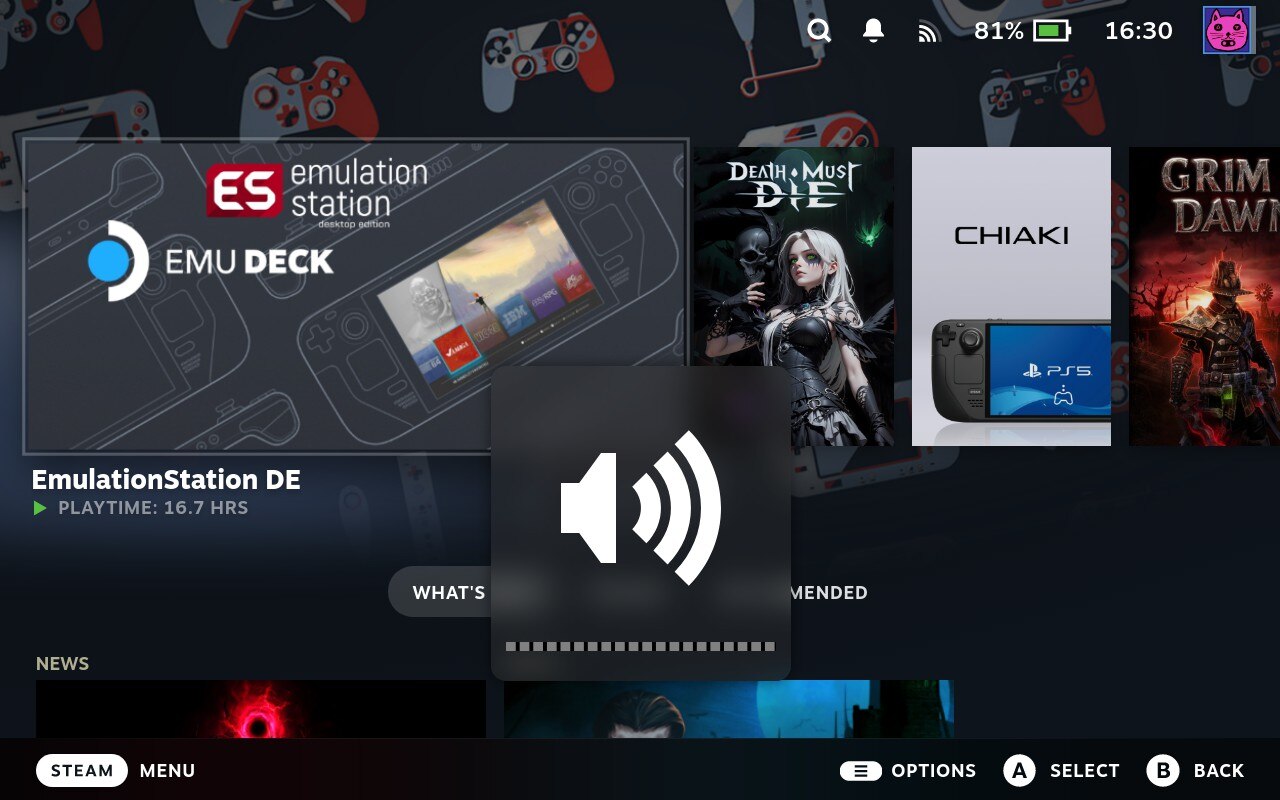 81%
16:30
ES emulation
station
desktop edition
EMU DECK
DEATH MUST
DIE
CHIAKI
PS5
GRIM
DAWN
IBM
EmulationStation DE
PLAYTIME: 16.7 HRS
WHAT'S
MENDED
NEWS
STEAM MENU
OPTIONS
A SELECT
B BACK